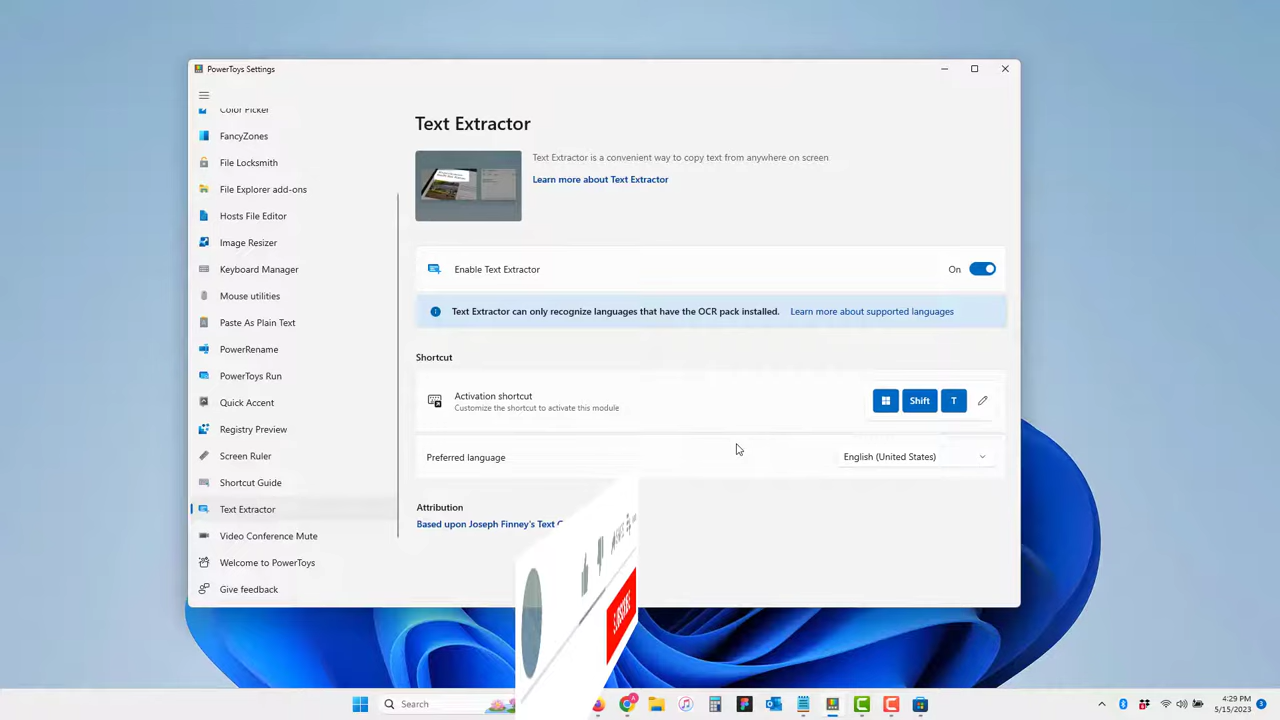 PowerToys Settings
Color Picker
FancyZones
File Locksmith
File Explorer add-ons
Hosts File Editor
Image Resizer
Keyboard Manager
Mouse utilities
Paste As Plain Text
PowerRename
PowerToys Run
Quick Accent
Registry Preview
Screen Ruler
Shortcut Guide
Text Extractor
Video Conference Mute
Welcome to PowerToys
Give feedback
Text Extractor
Text Extractor is a convenient way to copy text from anywhere on screen
Learn more about Text Extractor
Enable Text Extractor
On
Text Extractor can only recognize languages that have the OCR pack installed. Learn more about supported languages
Shortcut
Activation shortcut
Customize the shortcut to activate this module
Shift T
Preferred language
English (United States)
Attribution
Based upon Joseph Finney's Text
SUBSCRIBE
Search
4:29 PM
5/15/2023